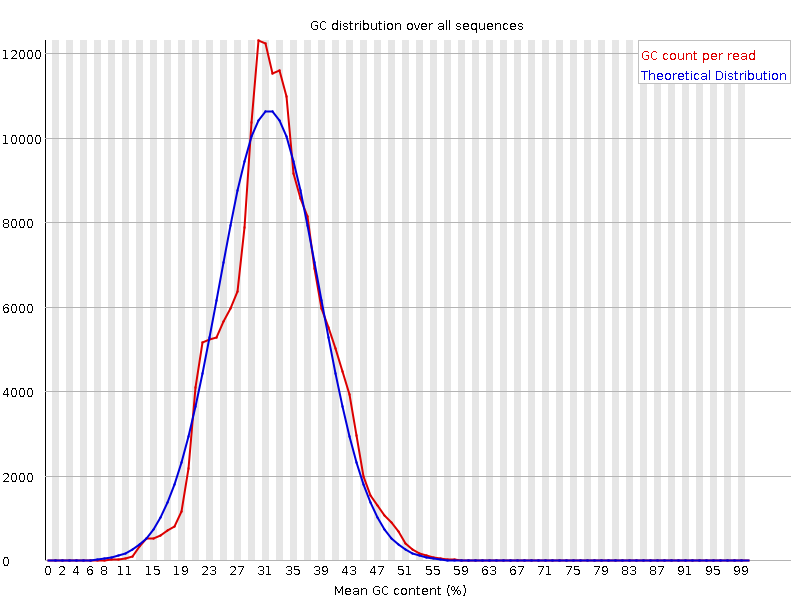 GC distribution over all sequences
GC count per read
Theoretical Distribution
12000
10000
8000
6000
4000
2000
0
0 2 4 6 8 11 15 19 23 27 31 35 39 43 47 51 55 59 63 67 71 75 79 83 87 91 95 99
Mean GC content (%)